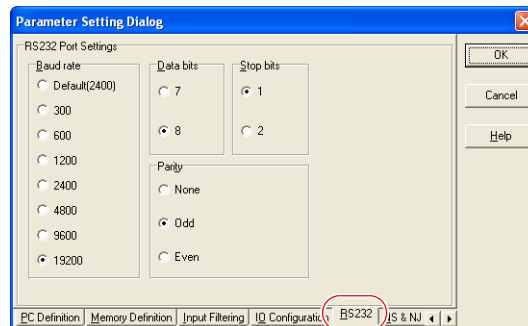 Parameter Setting Dialog
RS232 Port Settings
Baud rate
Default(2400)
300
600
1200
2400
4800
9600
19200
Data bits
7
8
Stop bits
1
2
Parity
None
Odd
Even
OK
Cancel
Help
PC Definition Memory Definition Input Filtering IO Configuration RS232 & NJ